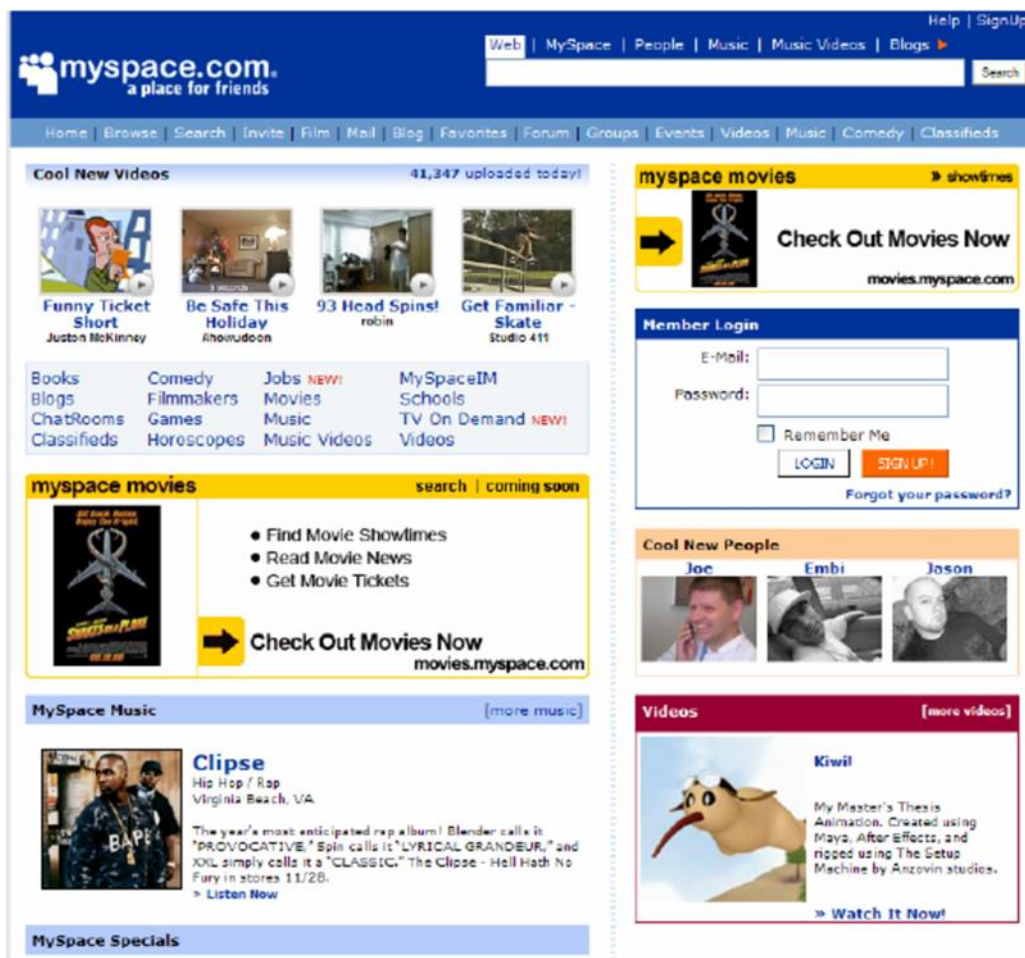 Help | SignUp
Web | MySpace | People | Music | Music Videos | Blogs
myspace.com.
a place for friends
Search
Home | Browse | Search | Invite | Film | Mail | Blog | Favorites | Forum | Groups | Events | Videos | Music | Comedy | Classifieds
Cool New Videos 41,347 uploaded today!
Funny Ticket Short
Juston McKinney
5 seconds
Be Safe This Holiday
Ahowudoon
93 Head Spins!
robin
Get Familiar - Skate
Studio 411
Books Comedy Jobs NEW! MySpaceIM
Blogs Filmmakers Movies Schools
ChatRooms Games Music TV On Demand NEW!
Classifieds Horoscopes Music Videos Videos
myspace movies search | coming soon
SNAKES ON A PLANE
• Find Movie Showtimes
• Read Movie News
• Get Movie Tickets
Check Out Movies Now
movies.myspace.com
MySpace Music [more music]
BAPE
Clipse
Hip Hop / Rap
Virginia Beach, VA
The year's most anticipated rap album! Blender calls it
"PROVOCATIVE," Spin calls it "LYRICAL GRANDEUR," and
XXL simply calls it a "CLASSIC." The Clipse - Hell Hath No
Fury in stores 11/28.
» Listen Now
MySpace Specials
myspace movies » showtimes
Check Out Movies Now
movies.myspace.com
Member Login
E-Mail:
Password:
Remember Me
LOGIN SIGN UP!
Forgot your password?
Cool New People
Joe Embi Jason
Videos [more videos]
Kiwi!
My Master's Thesis
Animation. Created using
Maya, After Effects, and
rigged using The Setup
Machine by Anzovin studios.
» Watch It Now!